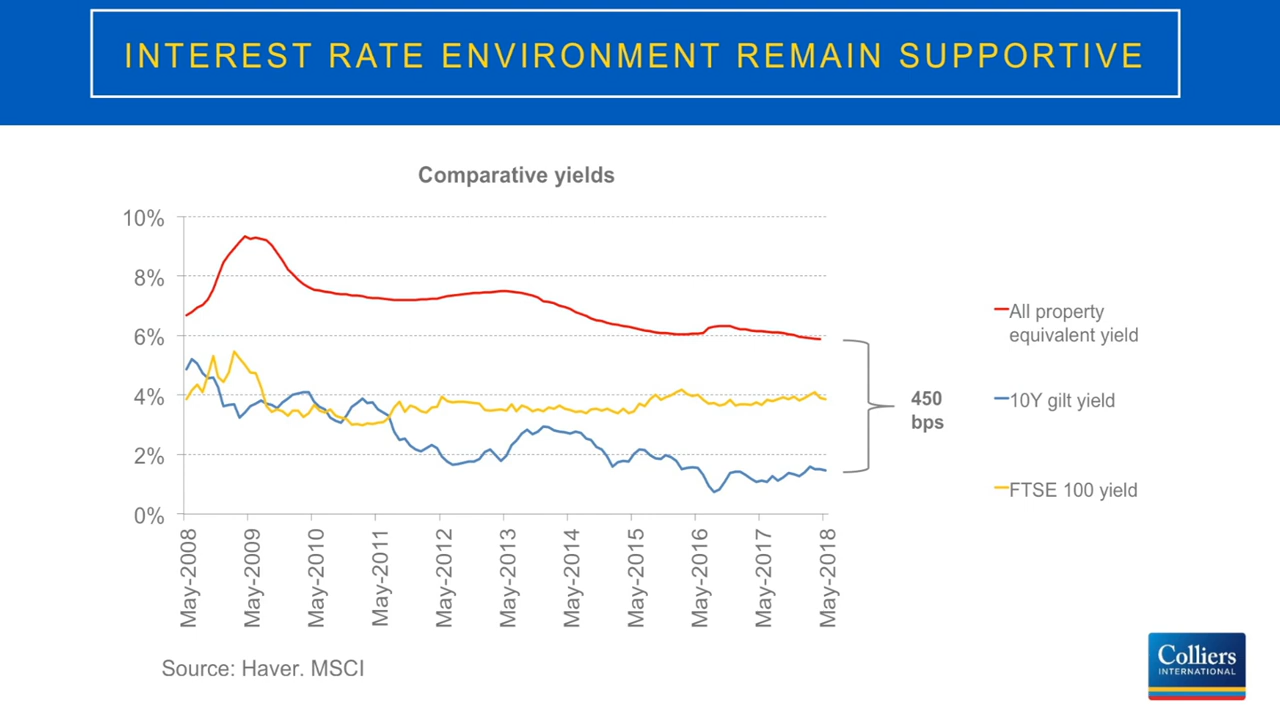 INTEREST RATE ENVIRONMENT REMAIN SUPPORTIVE
Comparative yields
10%
8%
6%
4%
2%
0%
May-2008
May-2009
May-2010
May-2011
May-2012
May-2013
May-2014
May-2015
May-2016
May-2017
May-2018
450
bps
All property
equivalent yield
10Y gilt yield
FTSE 100 yield
Source: Haver. MSCI
Colliers
INTERNATIONAL